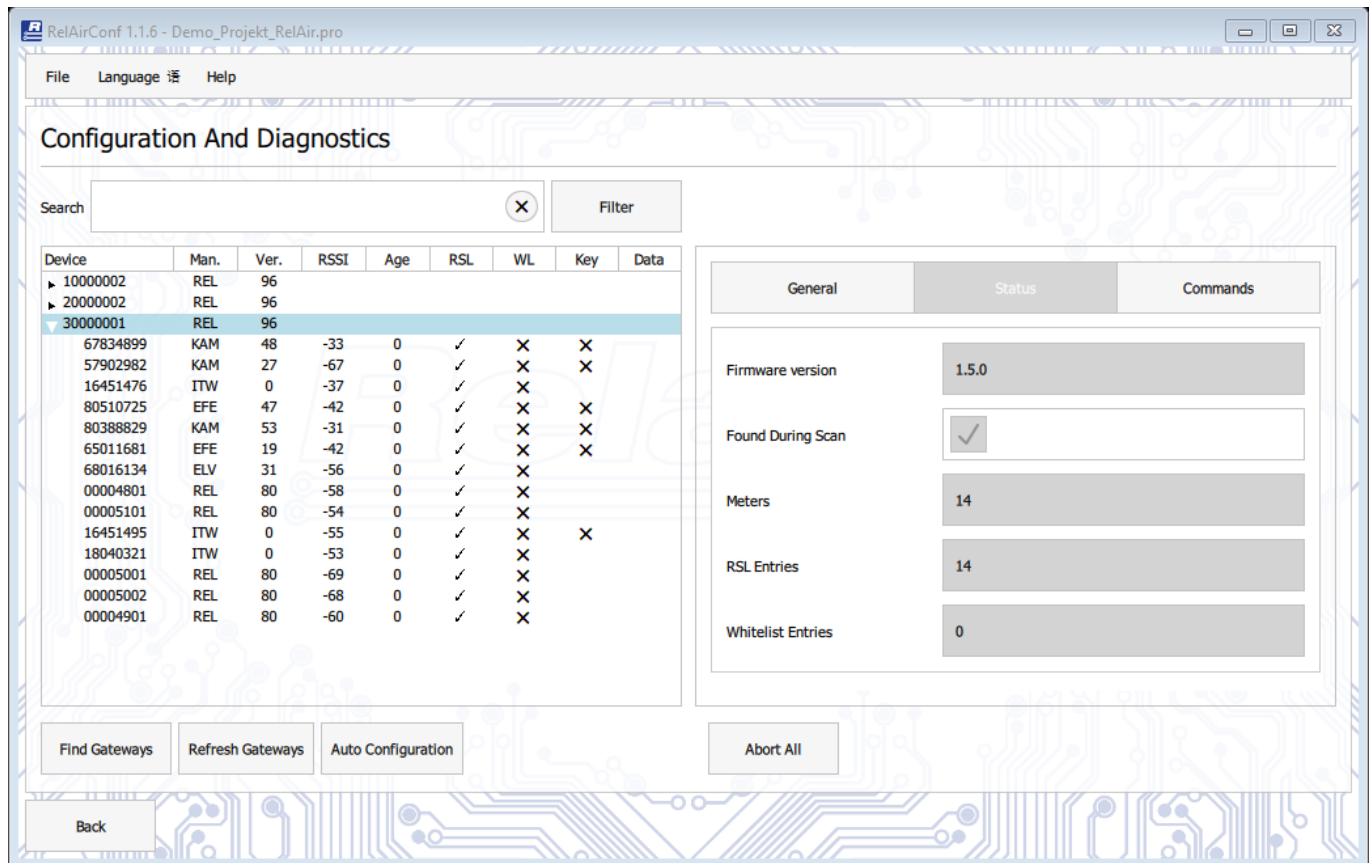 RelAirConf 1.1.6 - Demo_Projekt_RelAir.pro
File Language 语 Help
Configuration And Diagnostics
Search Filter
Device Man. Ver. RSSI Age RSL WL Key Data
10000002 REL 96
20000002 REL 96
30000001 REL 96
67834899 KAM 48 -33 0 ✓ ✕ ✕
57902982 KAM 27 -67 0 ✓ ✕ ✕
16451476 ITW 0 -37 0 ✓ ✕
80510725 EFE 47 -42 0 ✓ ✕ ✕
80388829 KAM 53 -31 0 ✓ ✕ ✕
65011681 EFE 19 -42 0 ✓ ✕ ✕
68016134 ELV 31 -56 0 ✓ ✕
00004801 REL 80 -58 0 ✓ ✕
00005101 REL 80 -54 0 ✓ ✕
16451495 ITW 0 -55 0 ✓ ✕ ✕
18040321 ITW 0 -53 0 ✓ ✕
00005001 REL 80 -69 0 ✓ ✕
00005002 REL 80 -68 0 ✓ ✕
00004901 REL 80 -60 0 ✓ ✕
General Status Commands
Firmware version 1.5.0
Found During Scan ✓
Meters 14
RSL Entries 14
Whitelist Entries 0
Find Gateways Refresh Gateways Auto Configuration Abort All
Back